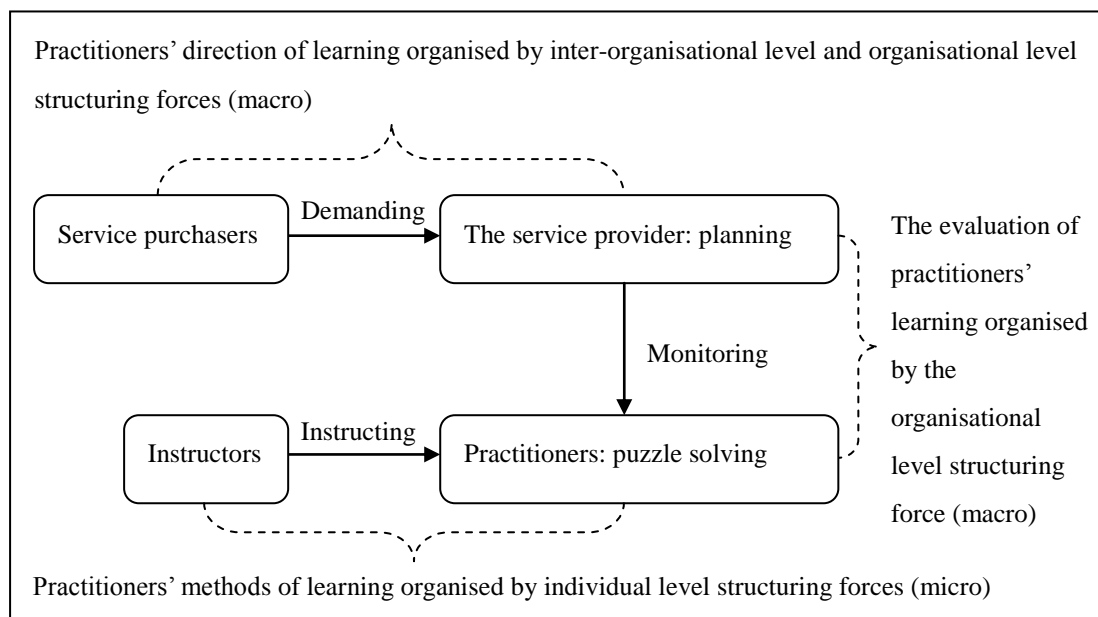 Practitioners’ direction of learning organised by inter-organisational level and organisational level
structuring forces (macro)
Demanding
Service purchasers
The service provider: planning
The evaluation of
practitioners’
learning organised
by the
organisational
level structuring
force (macro)
Monitoring
Instructing
Instructors
Practitioners: puzzle solving
Practitioners’ methods of learning organised by individual level structuring forces (micro)